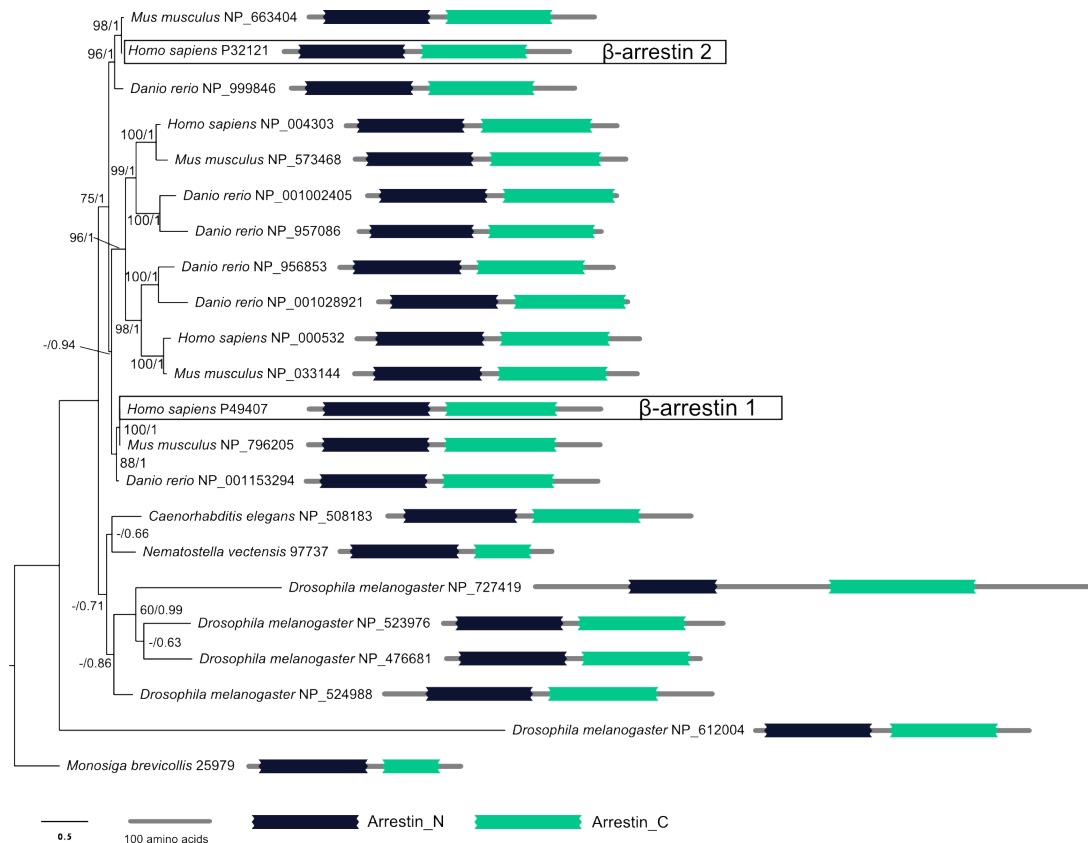 98/1
Mus musculus NP_663404
96/1
Homo sapiens P32121
β-arrestin 2
Danio rerio NP_999846
100/1
Homo sapiens NP_004303
Mus musculus NP_573468
99/1
75/1
Danio rerio NP_001002405
100/1
Danio rerio NP_957086
96/1
Danio rerio NP_956853
100/1
Danio rerio NP_001028921
98/1
Homo sapiens NP_000532
-/0.94
100/1
Mus musculus NP_033144
Homo sapiens P49407
β-arrestin 1
100/1
Mus musculus NP_796205
88/1
Danio rerio NP_001153294
Caenorhabditis elegans NP_508183
-/0.66
Nematostella vectensis 97737
Drosophila melanogaster NP_727419
-/0.71
60/0.99
Drosophila melanogaster NP_523976
-/0.63
Drosophila melanogaster NP_476681
-/0.86
Drosophila melanogaster NP_524988
Drosophila melanogaster NP_612004
Monosiga brevicollis 25979
0.5
100 amino acids
Arrestin_N
Arrestin_C